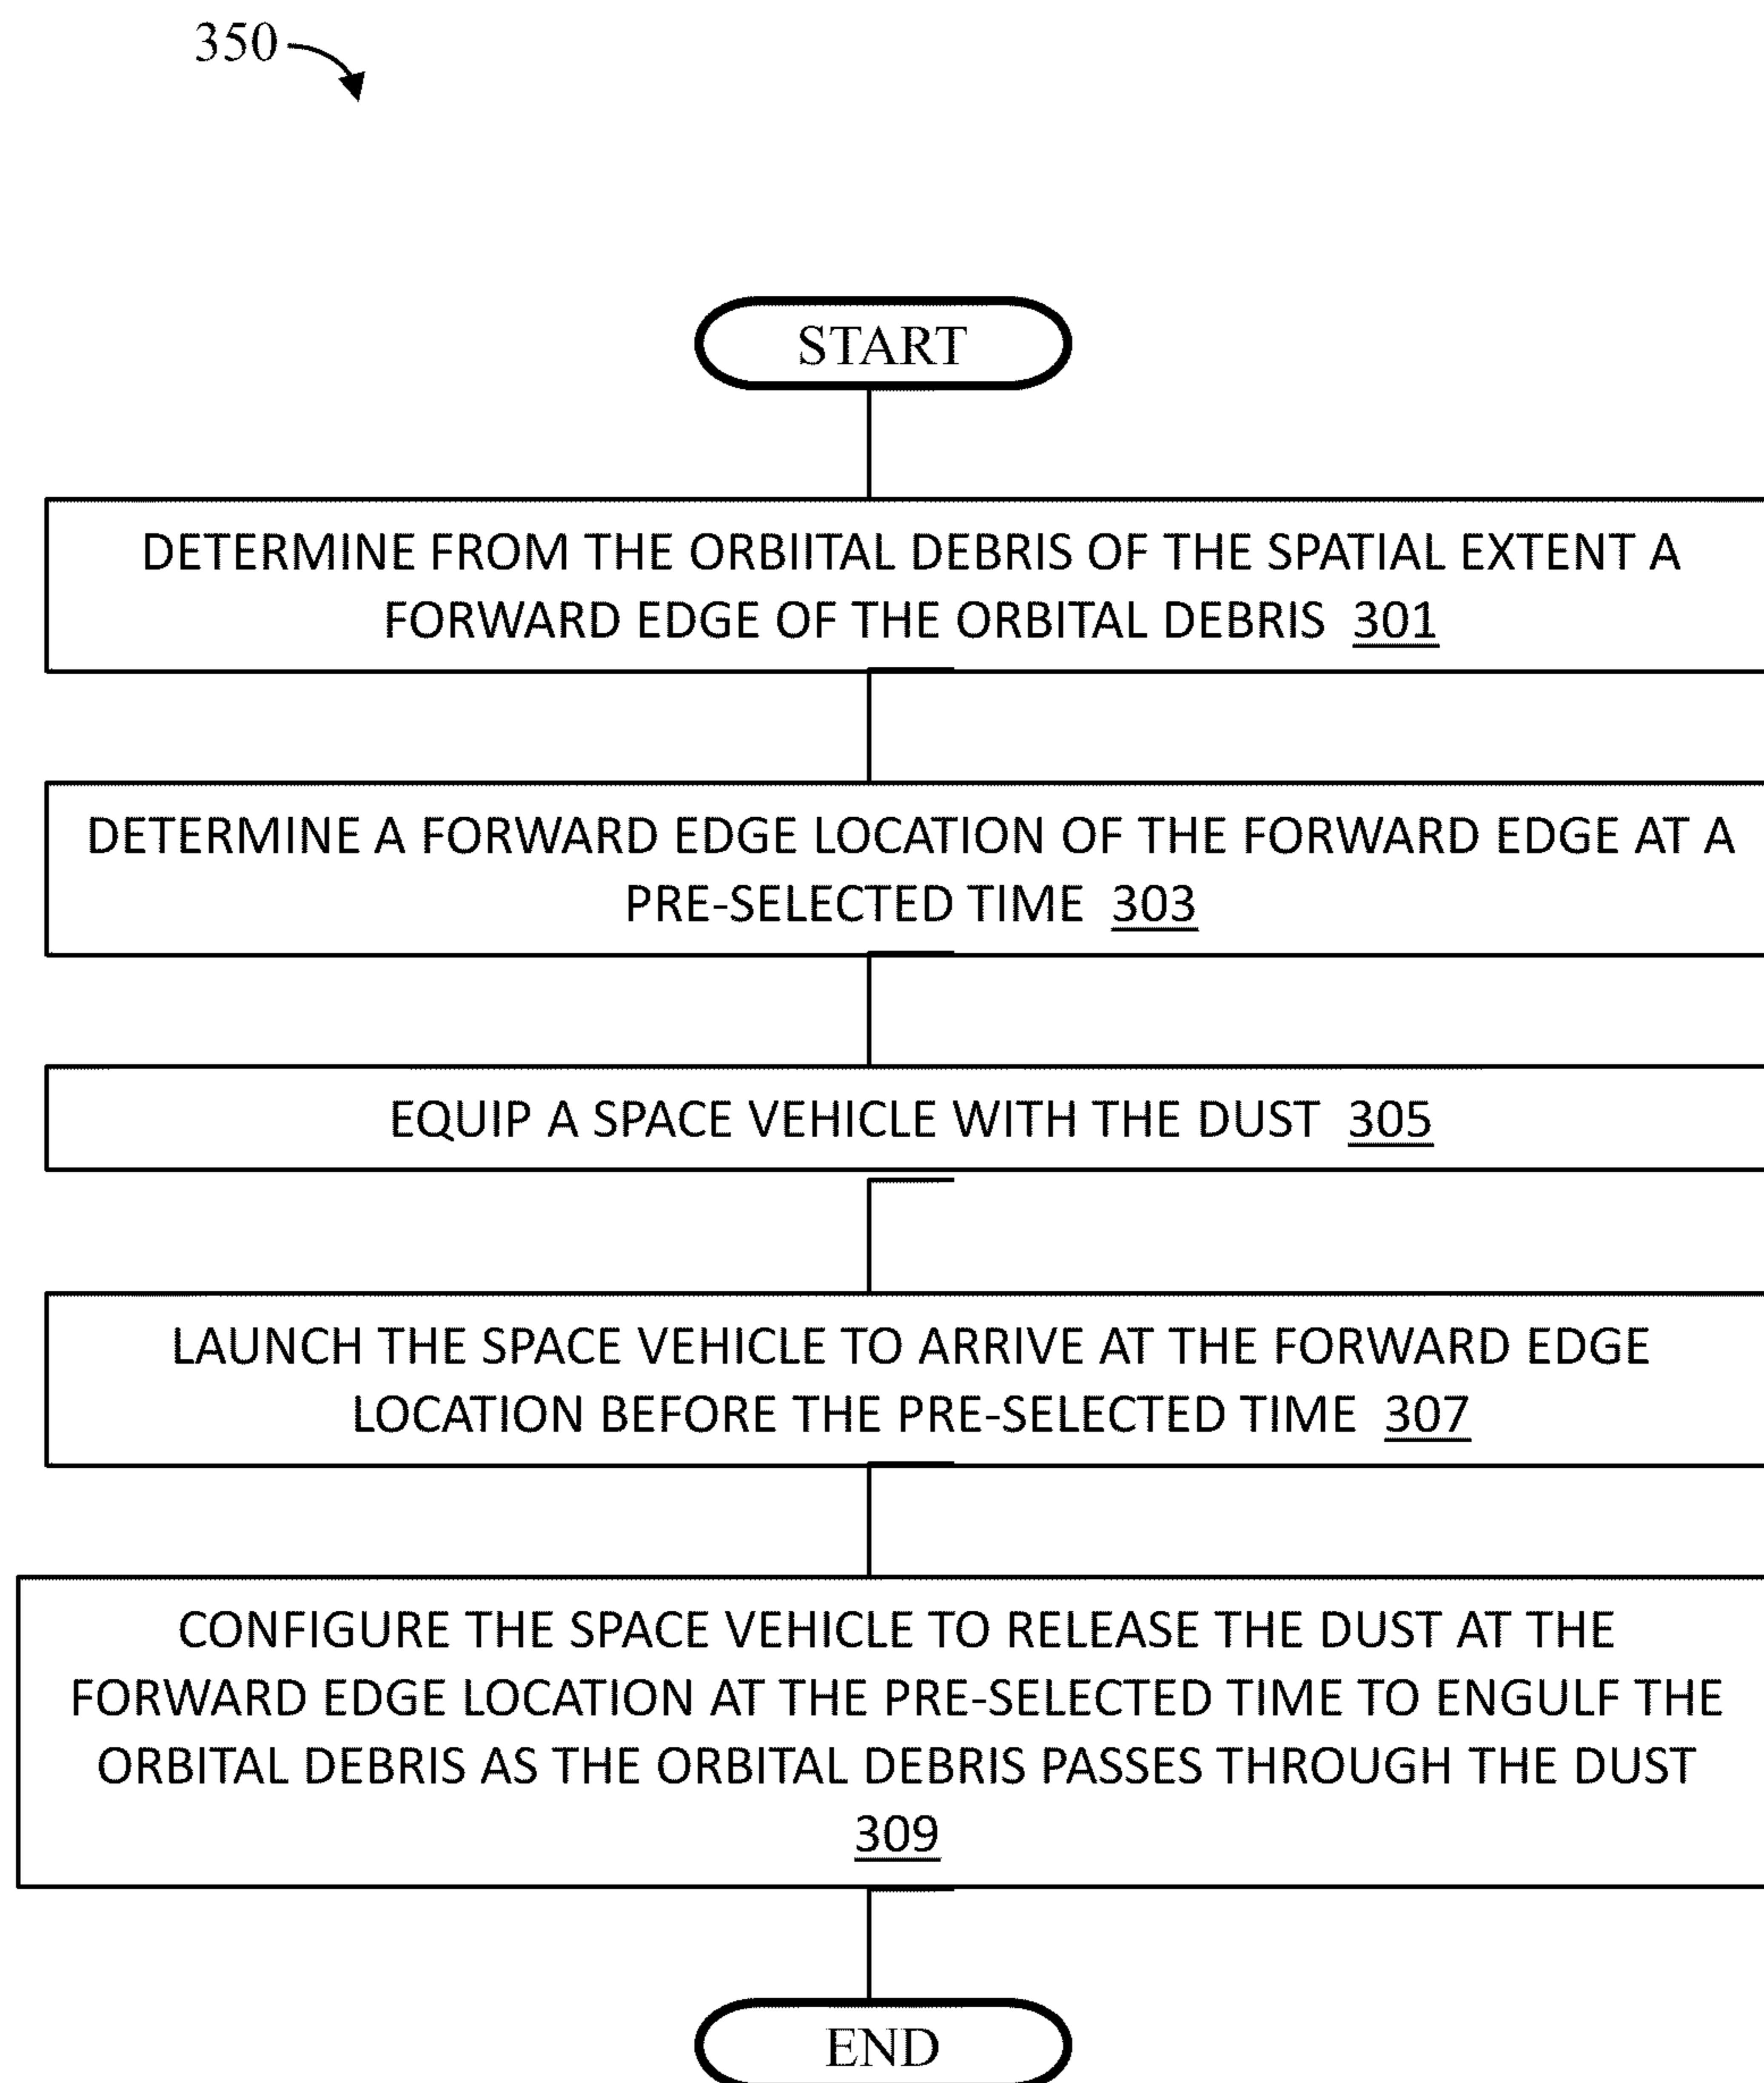 350
START
DETERMINE FROM THE ORBIITAL DEBRIS OF THE SPATIAL EXTENT A
FORWARD EDGE OF THE ORBITAL DEBRIS 301
DETERMINE A FORWARD EDGE LOCATION OF THE FORWARD EDGE AT A
PRE-SELECTED TIME 303
EQUIP A SPACE VEHICLE WITH THE DUST 305
LAUNCH THE SPACE VEHICLE TO ARRIVE AT THE FORWARD EDGE
LOCATION BEFORE THE PRE-SELECTED TIME 307
CONFIGURE THE SPACE VEHICLE TO RELEASE THE DUST AT THE
FORWARD EDGE LOCATION AT THE PRE-SELECTED TIME TO ENGULF THE
ORBITAL DEBRIS AS THE ORBITAL DEBRIS PASSES THROUGH THE DUST
309
END